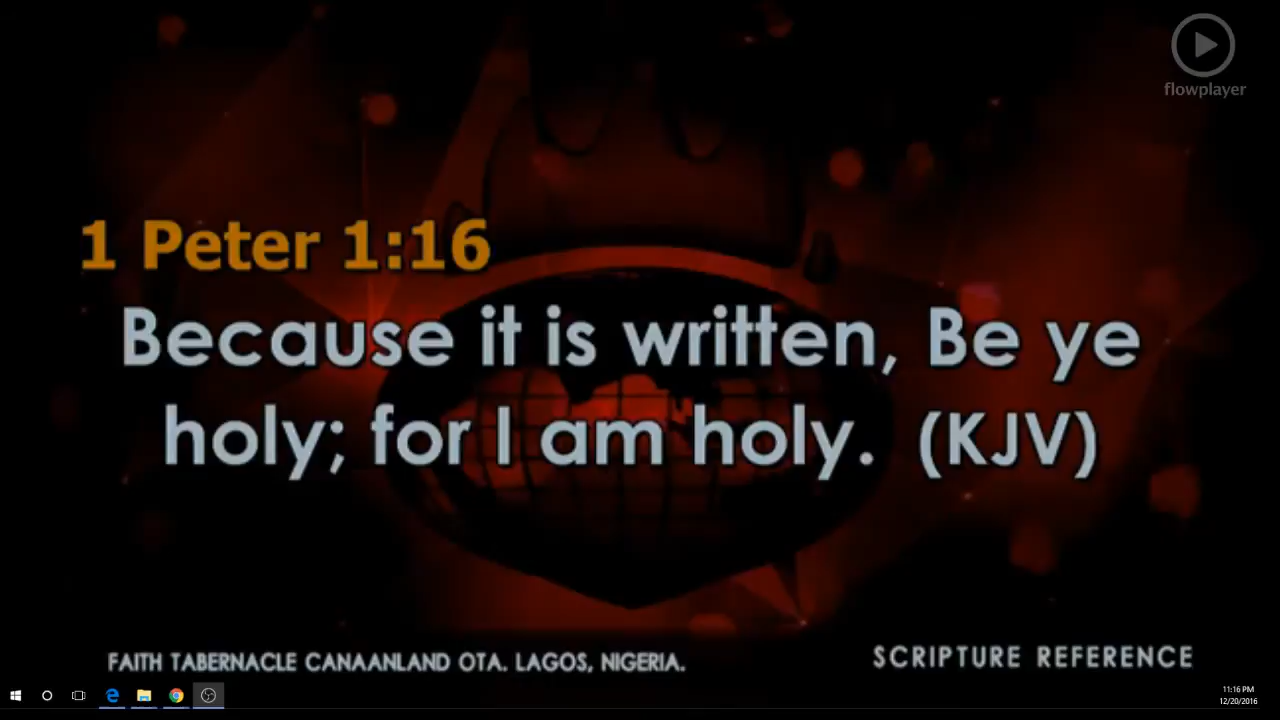 flowplayer
1 Peter 1:16
Because it is written, Be ye
holy; for I am holy. (KJV)
FAITH TABERNACLE CANAANLAND OTA. LAGOS, NIGERIA.
SCRIPTURE REFERENCE
11:16 PM
12/20/2016